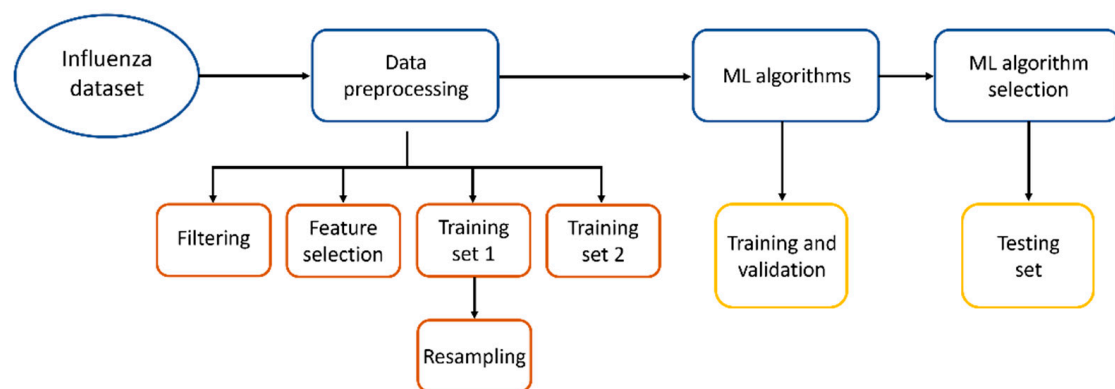 Influenza
dataset
Data
preprocessing
ML algorithms
ML algorithm
selection
Filtering
Feature
selection
Training
set 1
Training
set 2
Training and
validation
Testing
set
Resampling